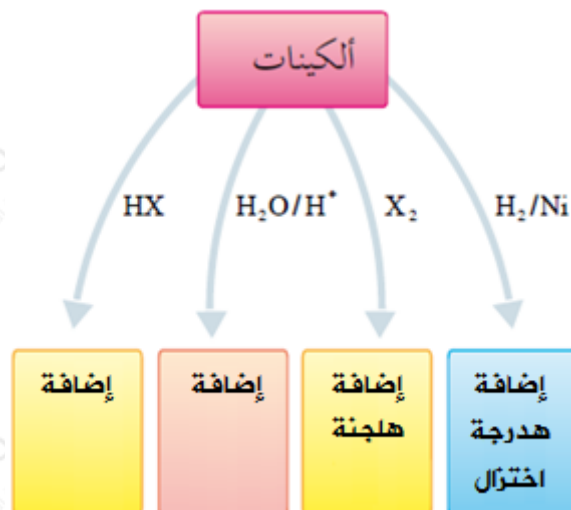 ألكينات
HX
H₂O/H⁺
X₂
H₂/Ni
إضافة
إضافة
إضافة
هلجنة
إضافة
هدرجة
اختزال